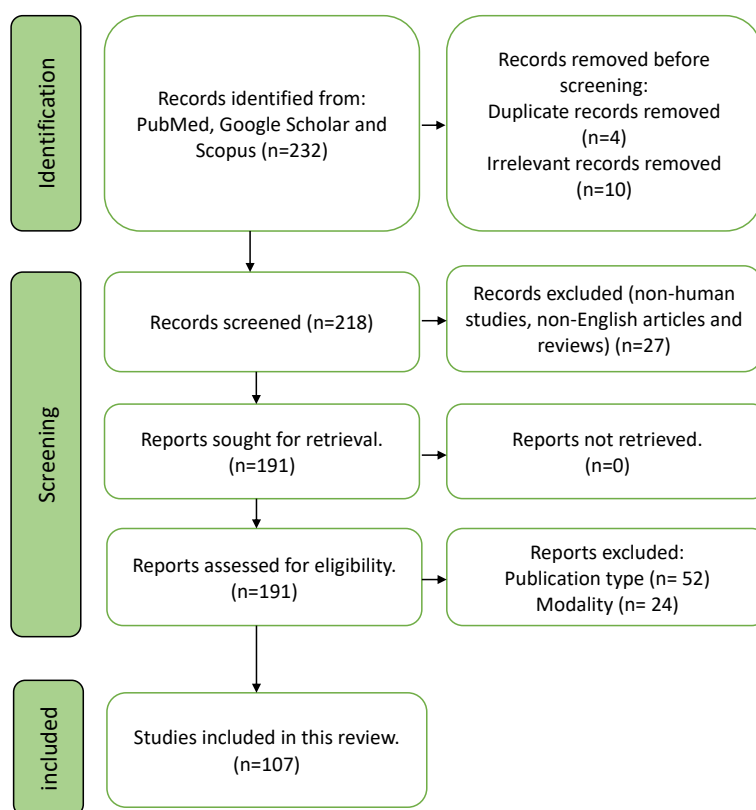 Identification
Records identified from:
PubMed, Google Scholar and
Scopus (n=232)
Records removed before
screening:
Duplicate records removed
(n=4)
Irrelevant records removed
(n=10)
Screening
Records screened (n=218)
Records excluded (non-human
studies, non-English articles and
reviews) (n=27)
Reports sought for retrieval.
(n=191)
Reports not retrieved.
(n=0)
Reports assessed for eligibility.
(n=191)
Reports excluded:
Publication type (n= 52)
Modality (n= 24)
included
Studies included in this review.
(n=107)